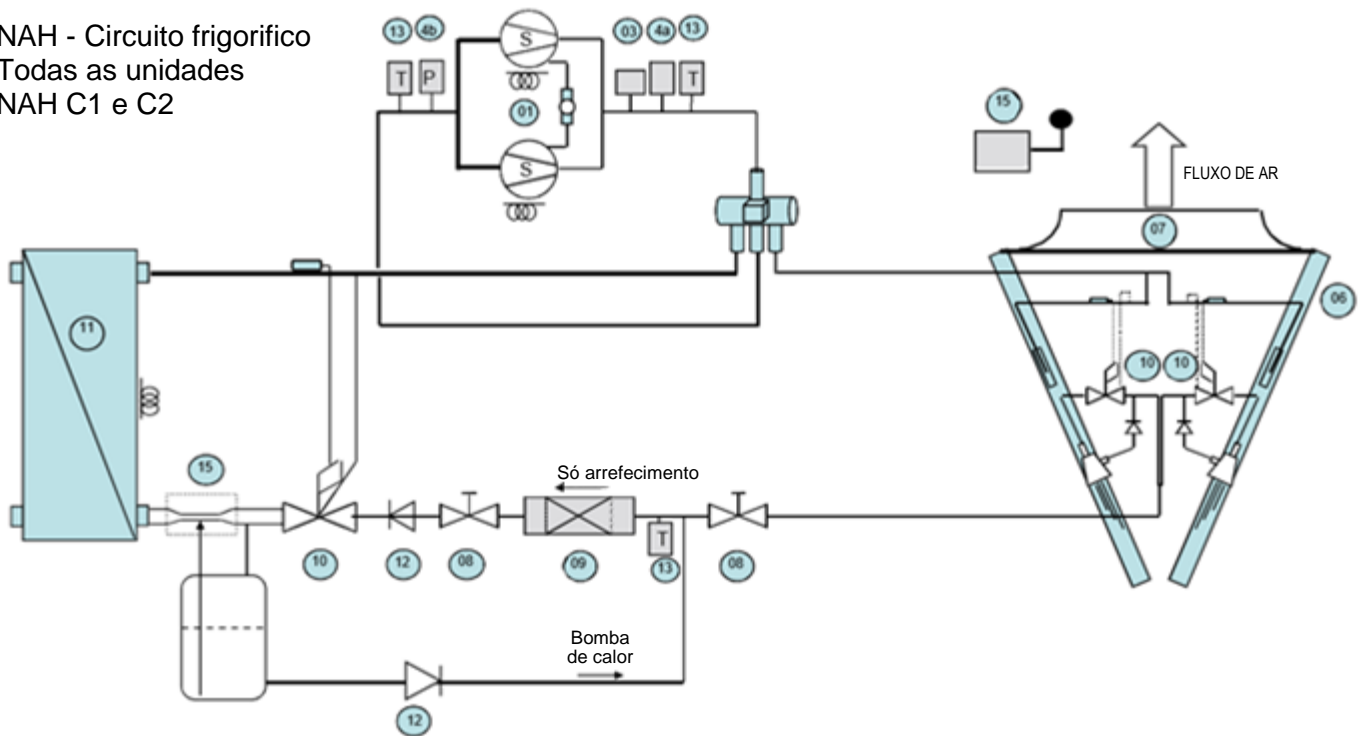 NAH - Circuito frigorifico
Todas as unidades
NAH C1 e C2
13 4b 03 4a 13
T P S T
01
S
15
FLUXO DE AR
07
06
11
10 10
15
Só arrefecimento
T
10 12 08 09 13 08
Bomba
de calor
12